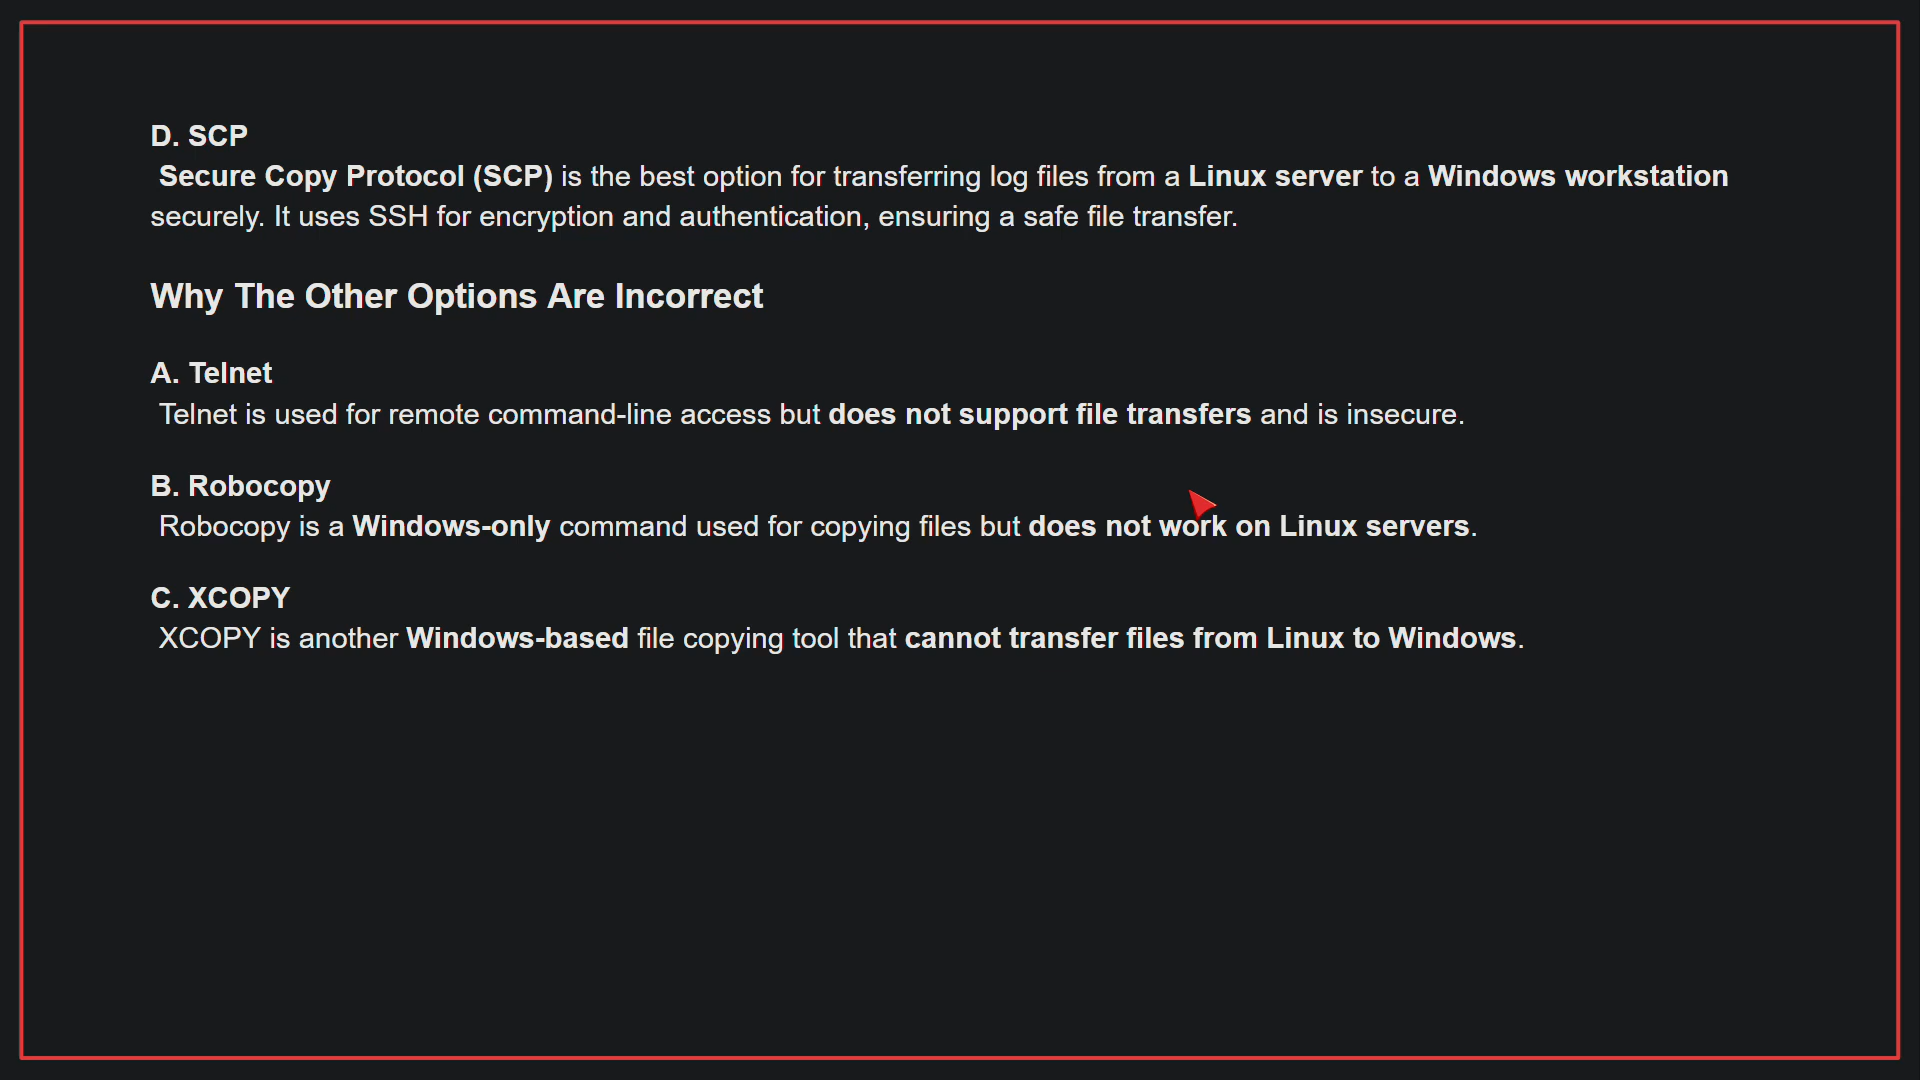 D. SCP
Secure Copy Protocol (SCP) is the best option for transferring log files from a Linux server to a Windows workstation
securely. It uses SSH for encryption and authentication, ensuring a safe file transfer.
Why The Other Options Are Incorrect
A. Telnet
Telnet is used for remote command-line access but does not support file transfers and is insecure.
B. Robocopy
Robocopy is a Windows-only command used for copying files but does not work on Linux servers.
C. XCOPY
XCOPY is another Windows-based file copying tool that cannot transfer files from Linux to Windows.